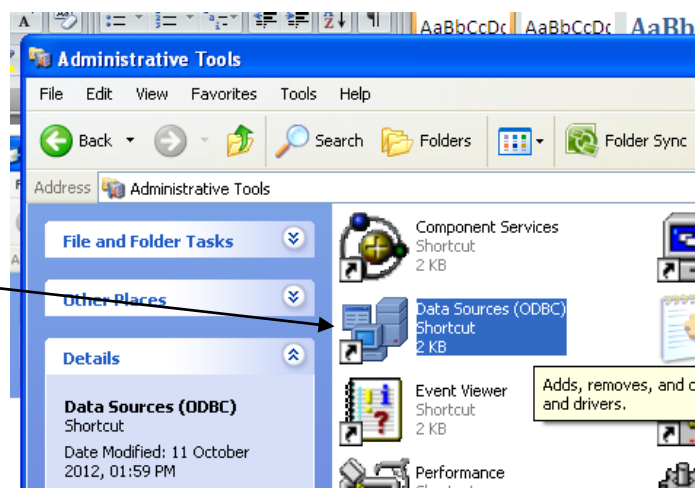 AaBbCcDc AaBbCcDc AaBb
Administrative Tools
File Edit View Favorites Tools Help
Back Search Folders Folder Sync
Address Administrative Tools
File and Folder Tasks
Other Places
Details
Data Sources (ODBC)
Shortcut
Date Modified: 11 October
2012, 01:59 PM
Component Services
Shortcut
2 KB
Data Sources (ODBC)
Shortcut
2 KB
Event Viewer
Shortcut
2 KB
Adds, removes, and
and drivers.
Performance